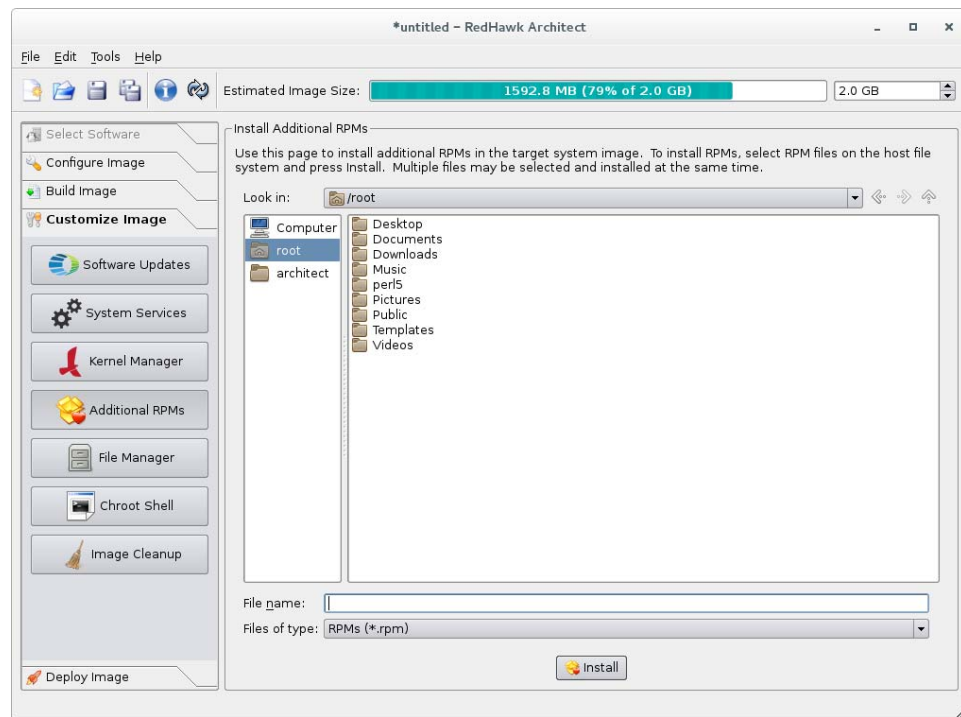 *untitled – RedHawk Architect
File Edit Tools Help
Estimated Image Size: 1592.8 MB (79% of 2.0 GB) 2.0 GB
Select Software
Configure Image
Build Image
Customize Image
Software Updates
System Services
Kernel Manager
Additional RPMs
File Manager
Chroot Shell
Image Cleanup
Deploy Image
Install Additional RPMs
Use this page to install additional RPMs in the target system image. To install RPMs, select RPM files on the host file
system and press Install. Multiple files may be selected and installed at the same time.
Look in: /root
Computer
root
architect
Desktop
Documents
Downloads
Music
perl5
Pictures
Public
Templates
Videos
File name:
Files of type: RPMs (*.rpm)
Install